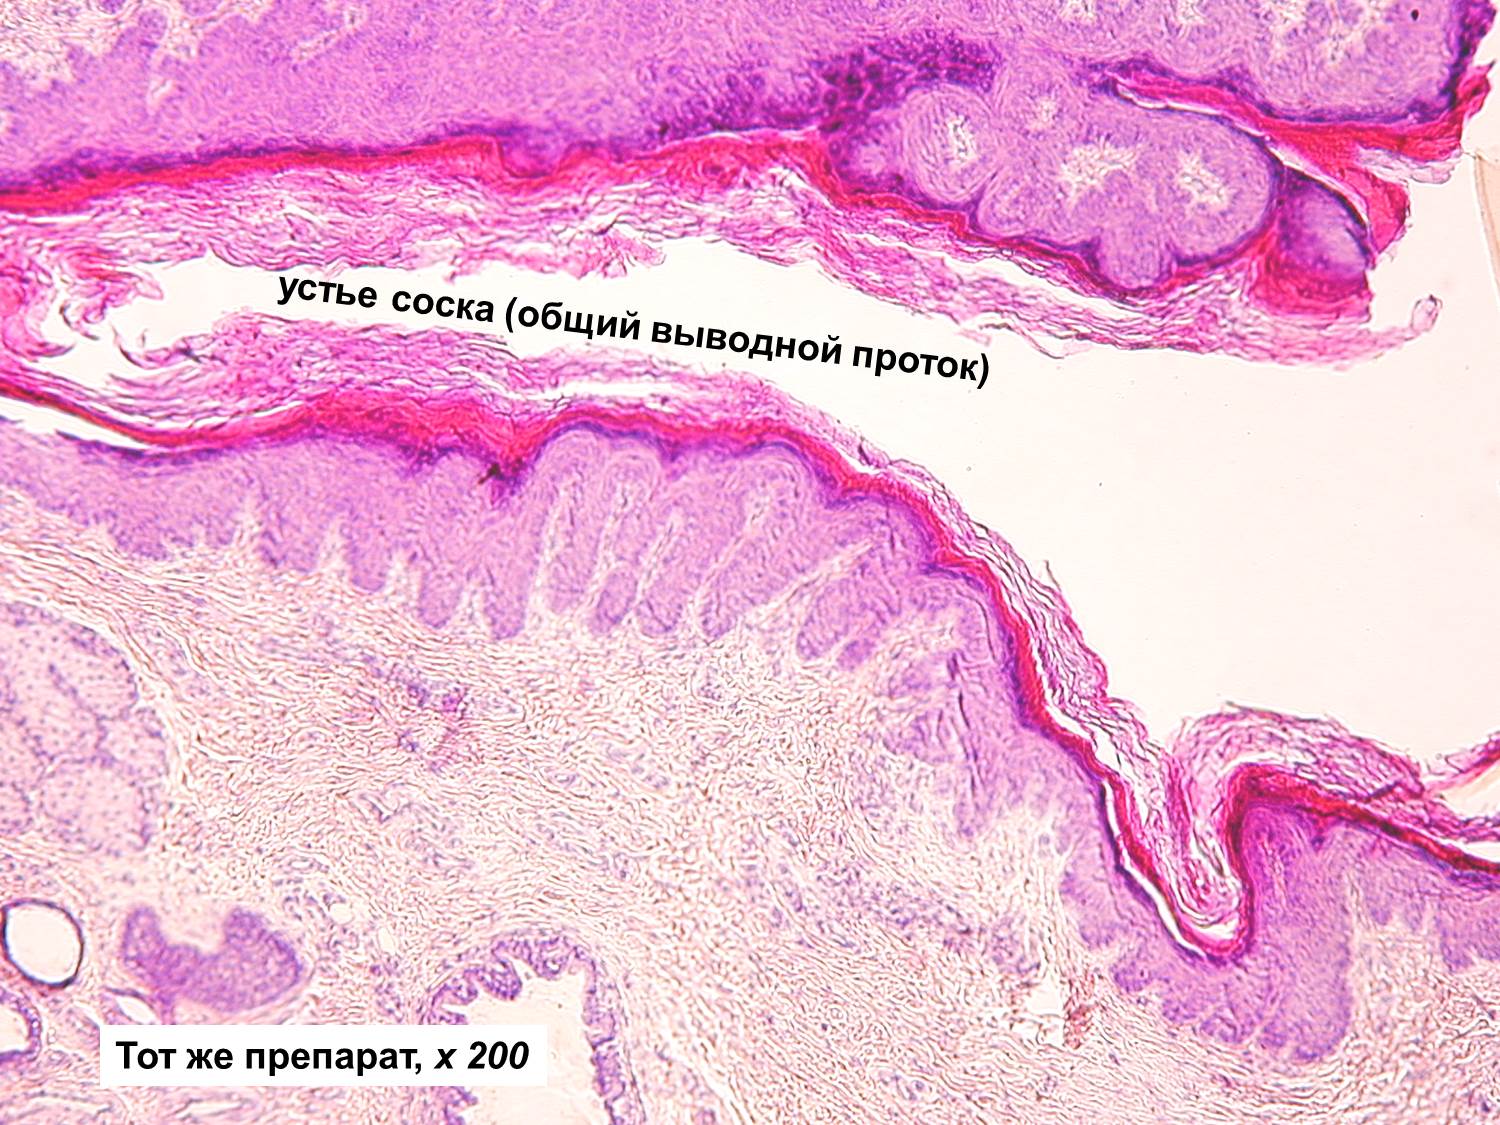 устье соска (общий выводной проток)
Тот же препарат, х 200